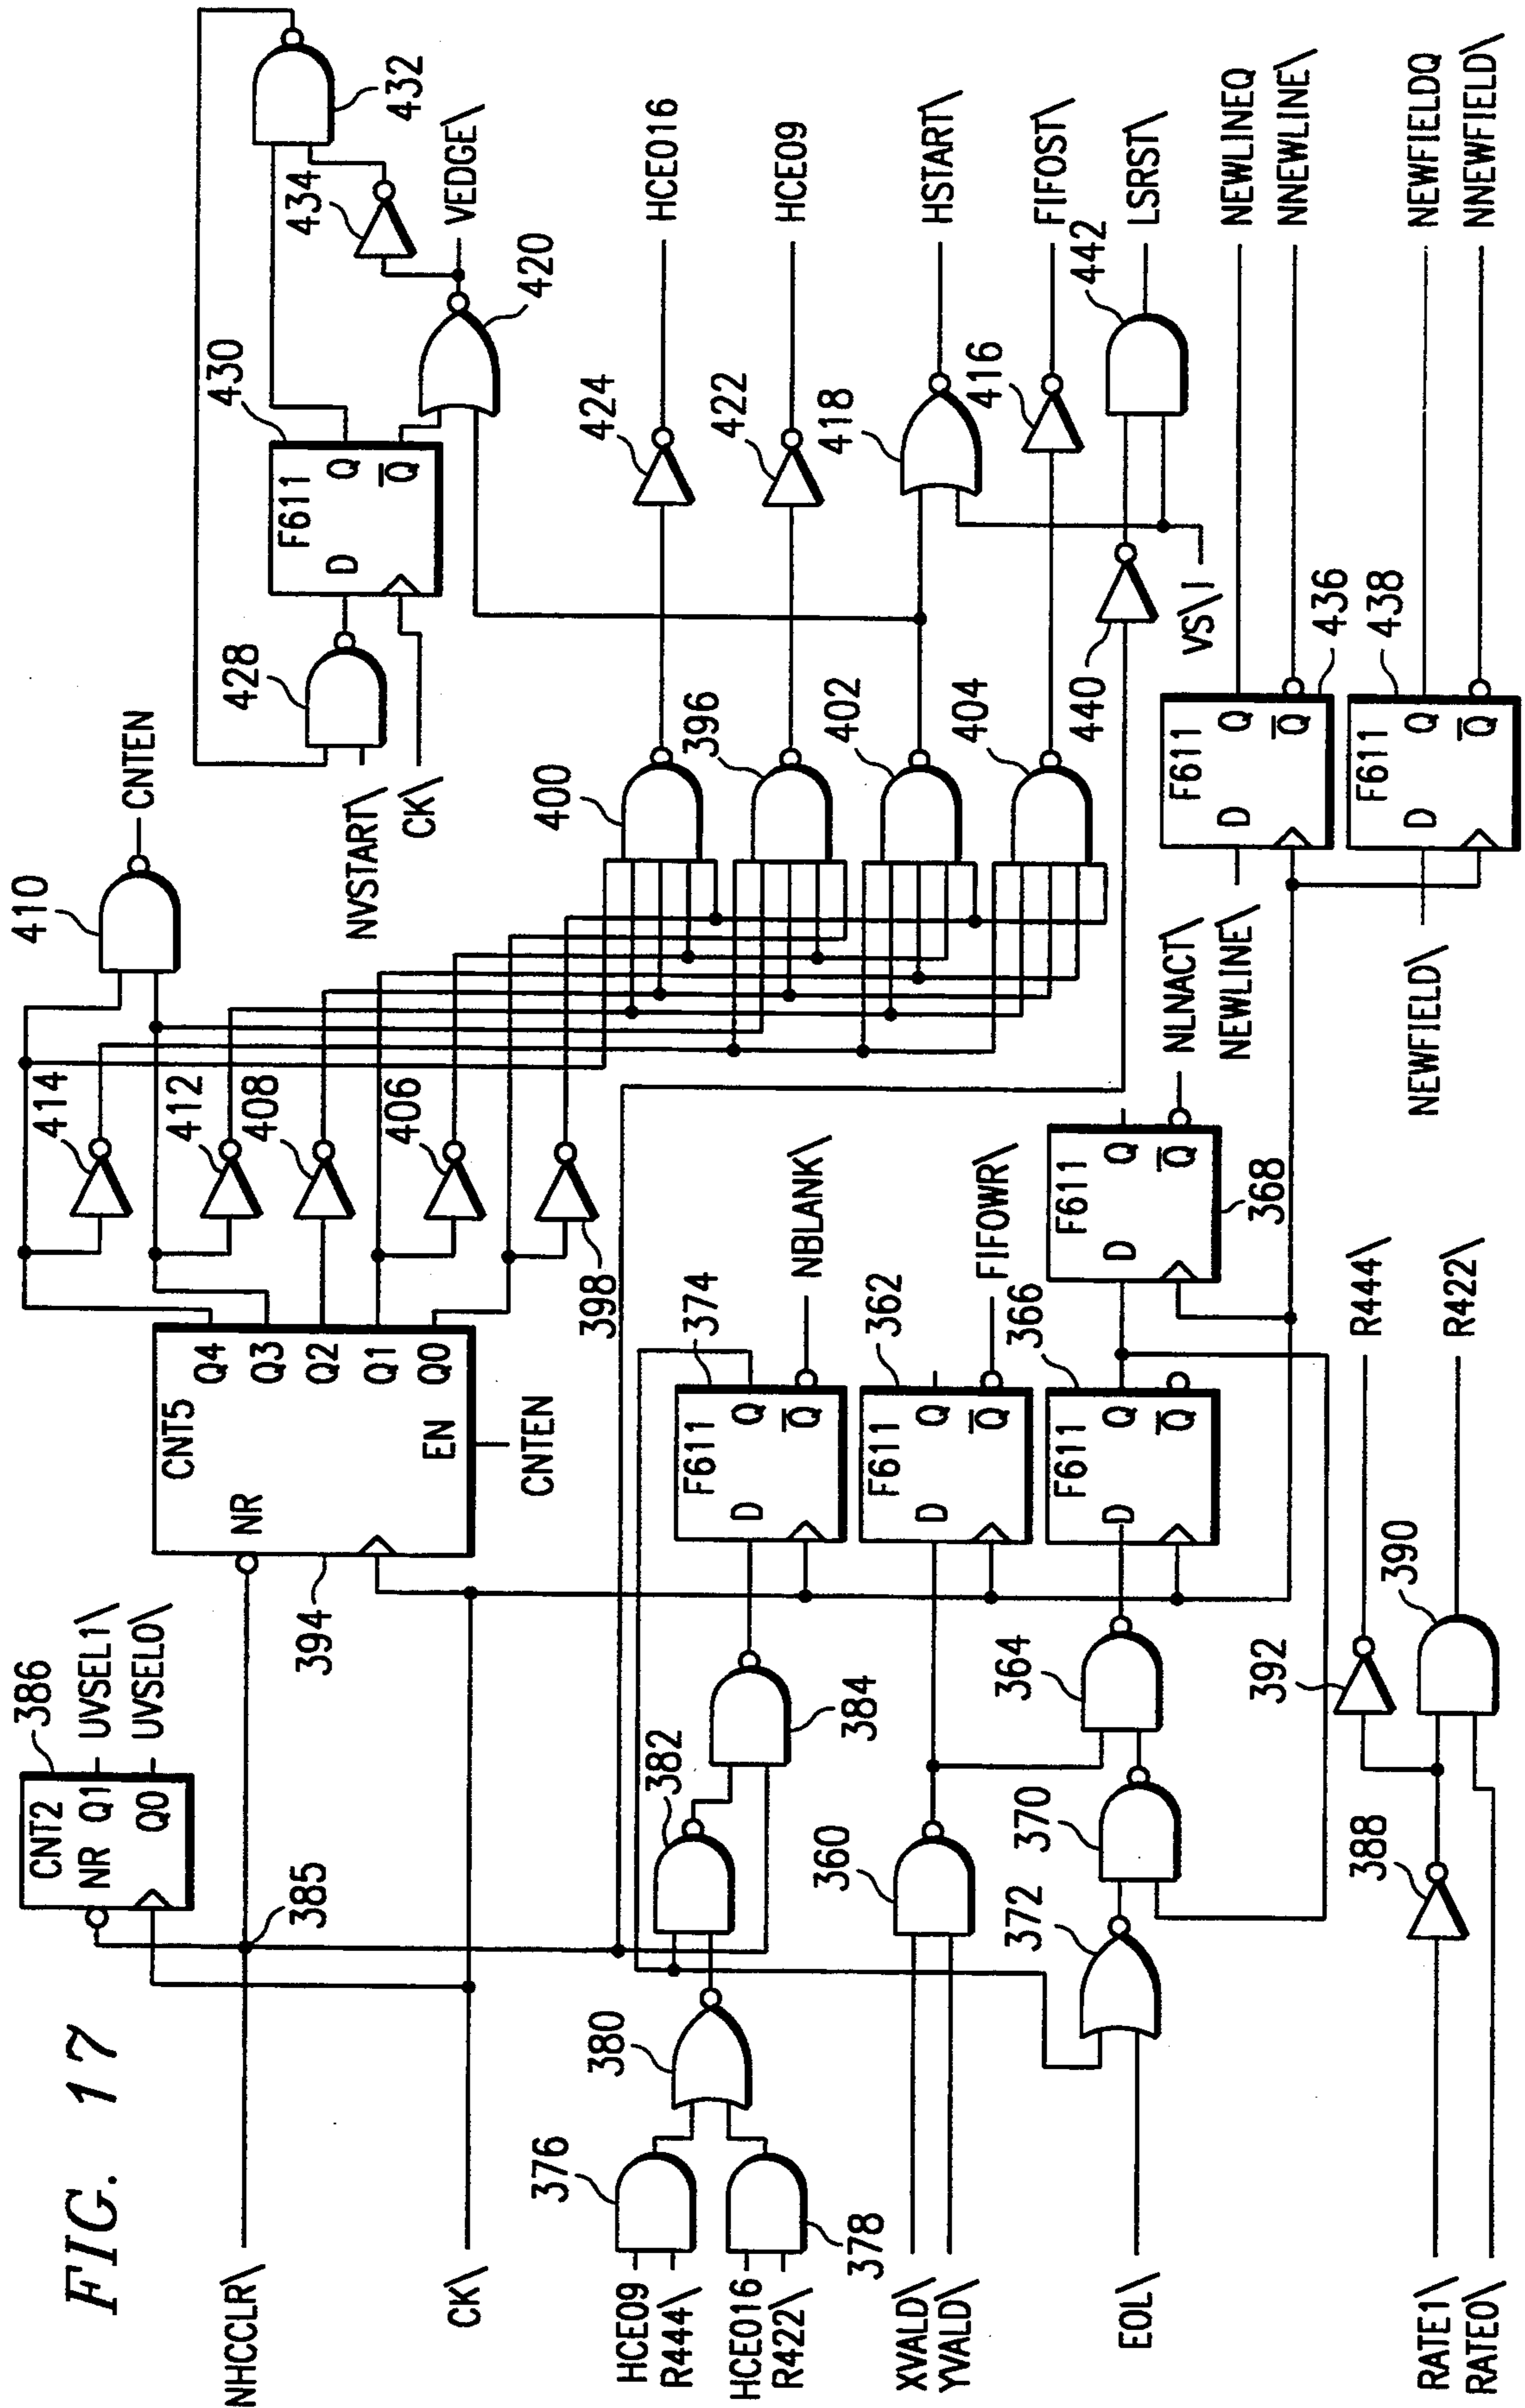 FIG. 17
NHCCLR\
CK\
HCE09
R444\
HCE016
R422\
XVALD\
YVALD\
EOL\
RATE1\
RATE0\
376
378
380
372
388
385
386
CNT2
NR Q1
Q0
UVSEL1\
UVSEL0\
382
384
360
370
364
392
390
394
CNT5
NR
EN
Q4
Q3
Q2
Q1
Q0
CNTEN
374
F611
D
Q
Q
NBLANK\
362
F611
D
Q
Q
FIFOWR\
366
F611
D
Q
Q
368
F611
D
Q
Q
NLNACT\
R444\
R422\
414
412
408
406
398
410
CNTEN
NVSTART\
CK\
428
430
F611
D
Q
Q
432
434
VEDGE\
420
400
396
402
404
424
HCE016
422
HCE09
418
HSTART\
416
FIFOST\
440
442
LSRST\
VS\I
NEWLINE\
F611
D
Q
Q
436
NEWLINEQ
NNEWLINE\
NEWFIELD\
F611
D
Q
Q
438
NEWFIELDQ
NNEWFIELD\